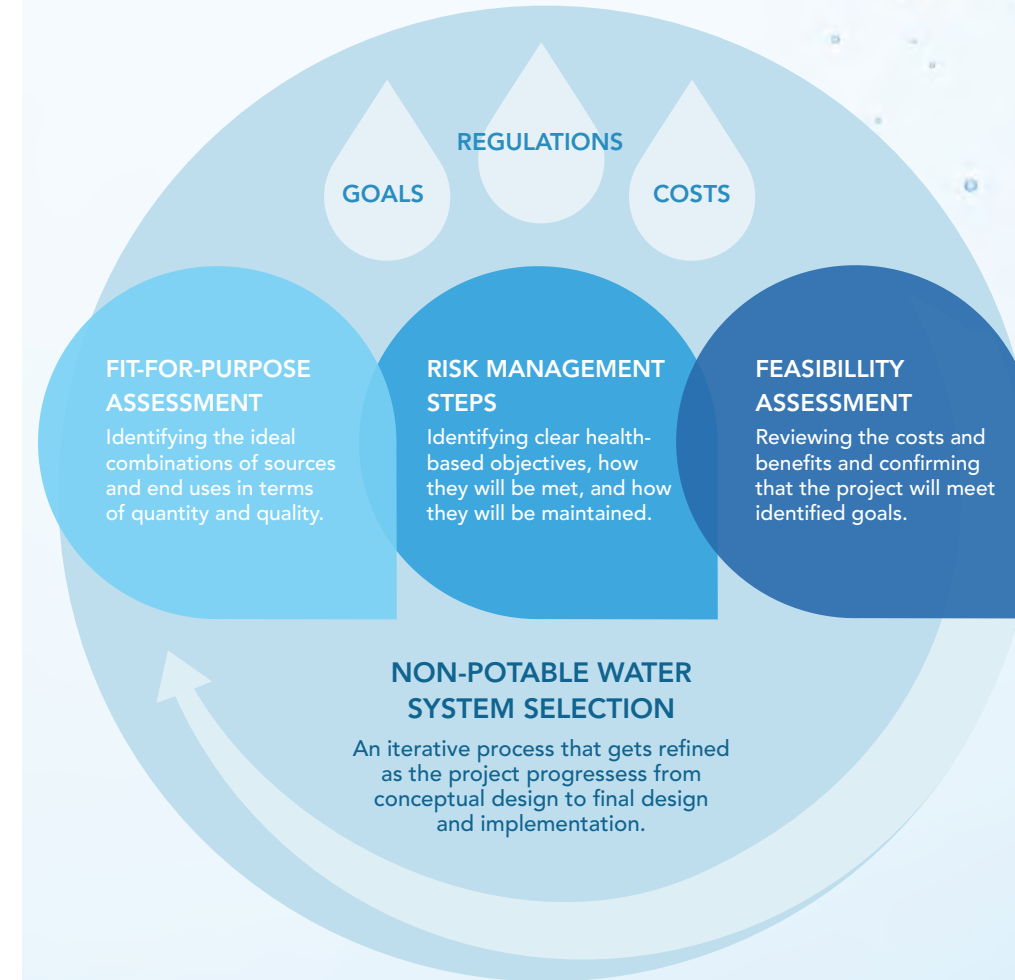 REGULATIONS
GOALS
COSTS
FIT-FOR-PURPOSE
ASSESSMENT
Identifying the ideal
combinations of sources
and end uses in terms
of quantity and quality.
RISK MANAGEMENT
STEPS
Identifying clear health-
based objectives, how
they will be met, and how
they will be maintained.
FEASIBILLITY
ASSESSMENT
Reviewing the costs and
benefits and confirming
that the project will meet
identified goals.
NON-POTABLE WATER
SYSTEM SELECTION
An iterative process that gets refined
as the project progressess from
conceptual design to final design
and implementation.